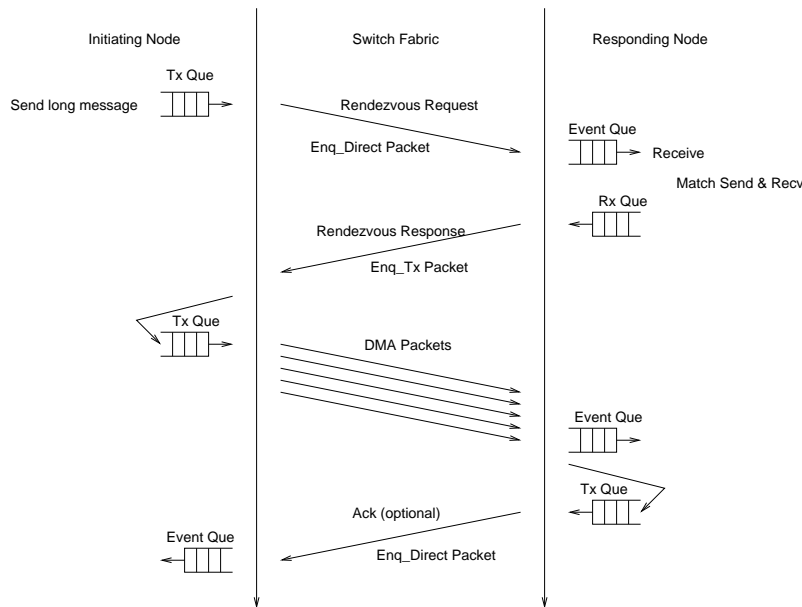 Initiating Node
Switch Fabric
Responding Node
Tx Que
Send long message
Rendezvous Request
Enq_Direct Packet
Event Que
Receive
Match Send & Recv
Rx Que
Rendezvous Response
Enq_Tx Packet
Tx Que
DMA Packets
Event Que
Tx Que
Ack (optional)
Event Que
Enq_Direct Packet